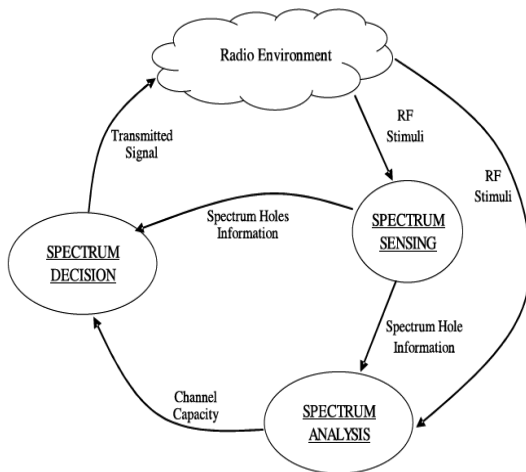 Radio Environment
RF
Stimuli
Transmitted
Signal
RF
Stimuli
Spectrum Holes
Information
SPECTRUM
SENSING
SPECTRUM
DECISION
Spectrum Hole
Information
Channel
Capacity
SPECTRUM
ANALYSIS